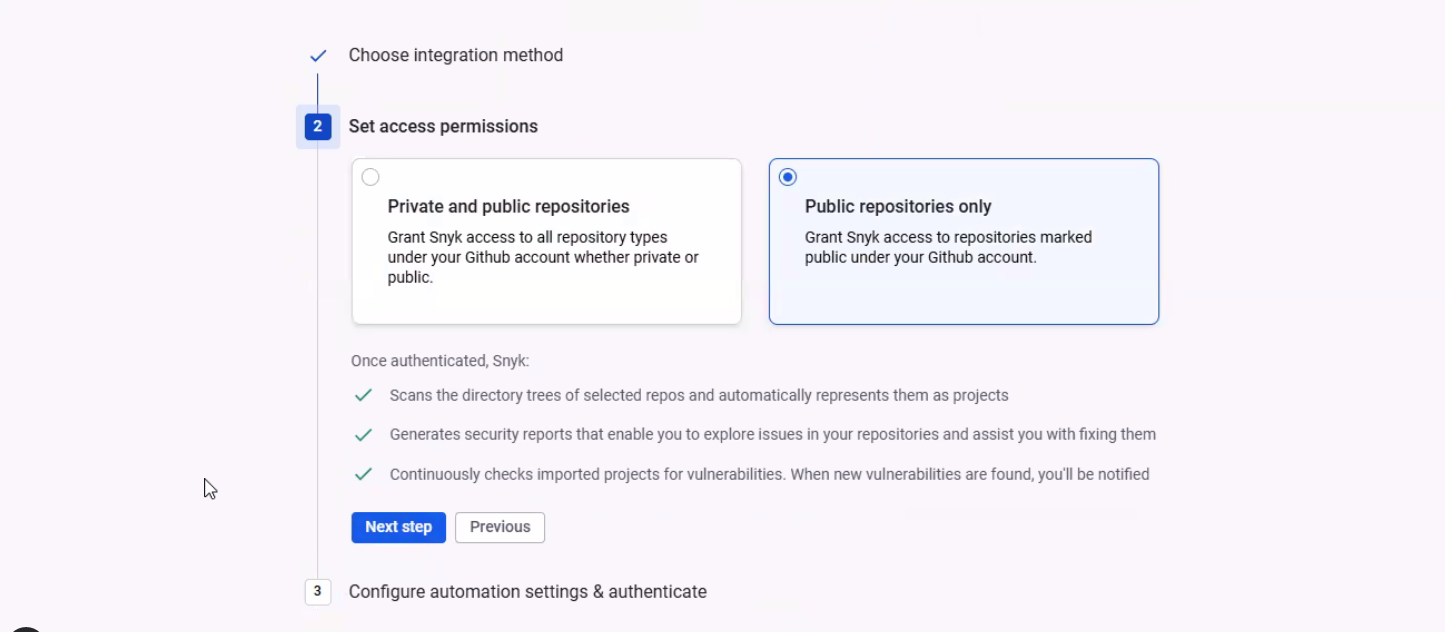 Choose integration method
2 Set access permissions
Private and public repositories
Grant Snyk access to all repository types
under your Github account whether private or
public.
Public repositories only
Grant Snyk access to repositories marked
public under your Github account.
Once authenticated, Snyk:
Scans the directory trees of selected repos and automatically represents them as projects
Generates security reports that enable you to explore issues in your repositories and assist you with fixing them
Continuously checks imported projects for vulnerabilities. When new vulnerabilities are found, you'll be notified
Next step Previous
3 Configure automation settings & authenticate